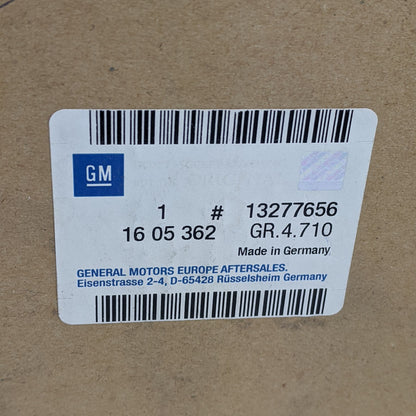 GM
1 # 13277656
16 05 362 GR.4.710
Made in Germany
GENERAL MOTORS EUROPE AFTERSALES.
Eisenstrasse 2-4, D-65428 Rüsselsheim Germany